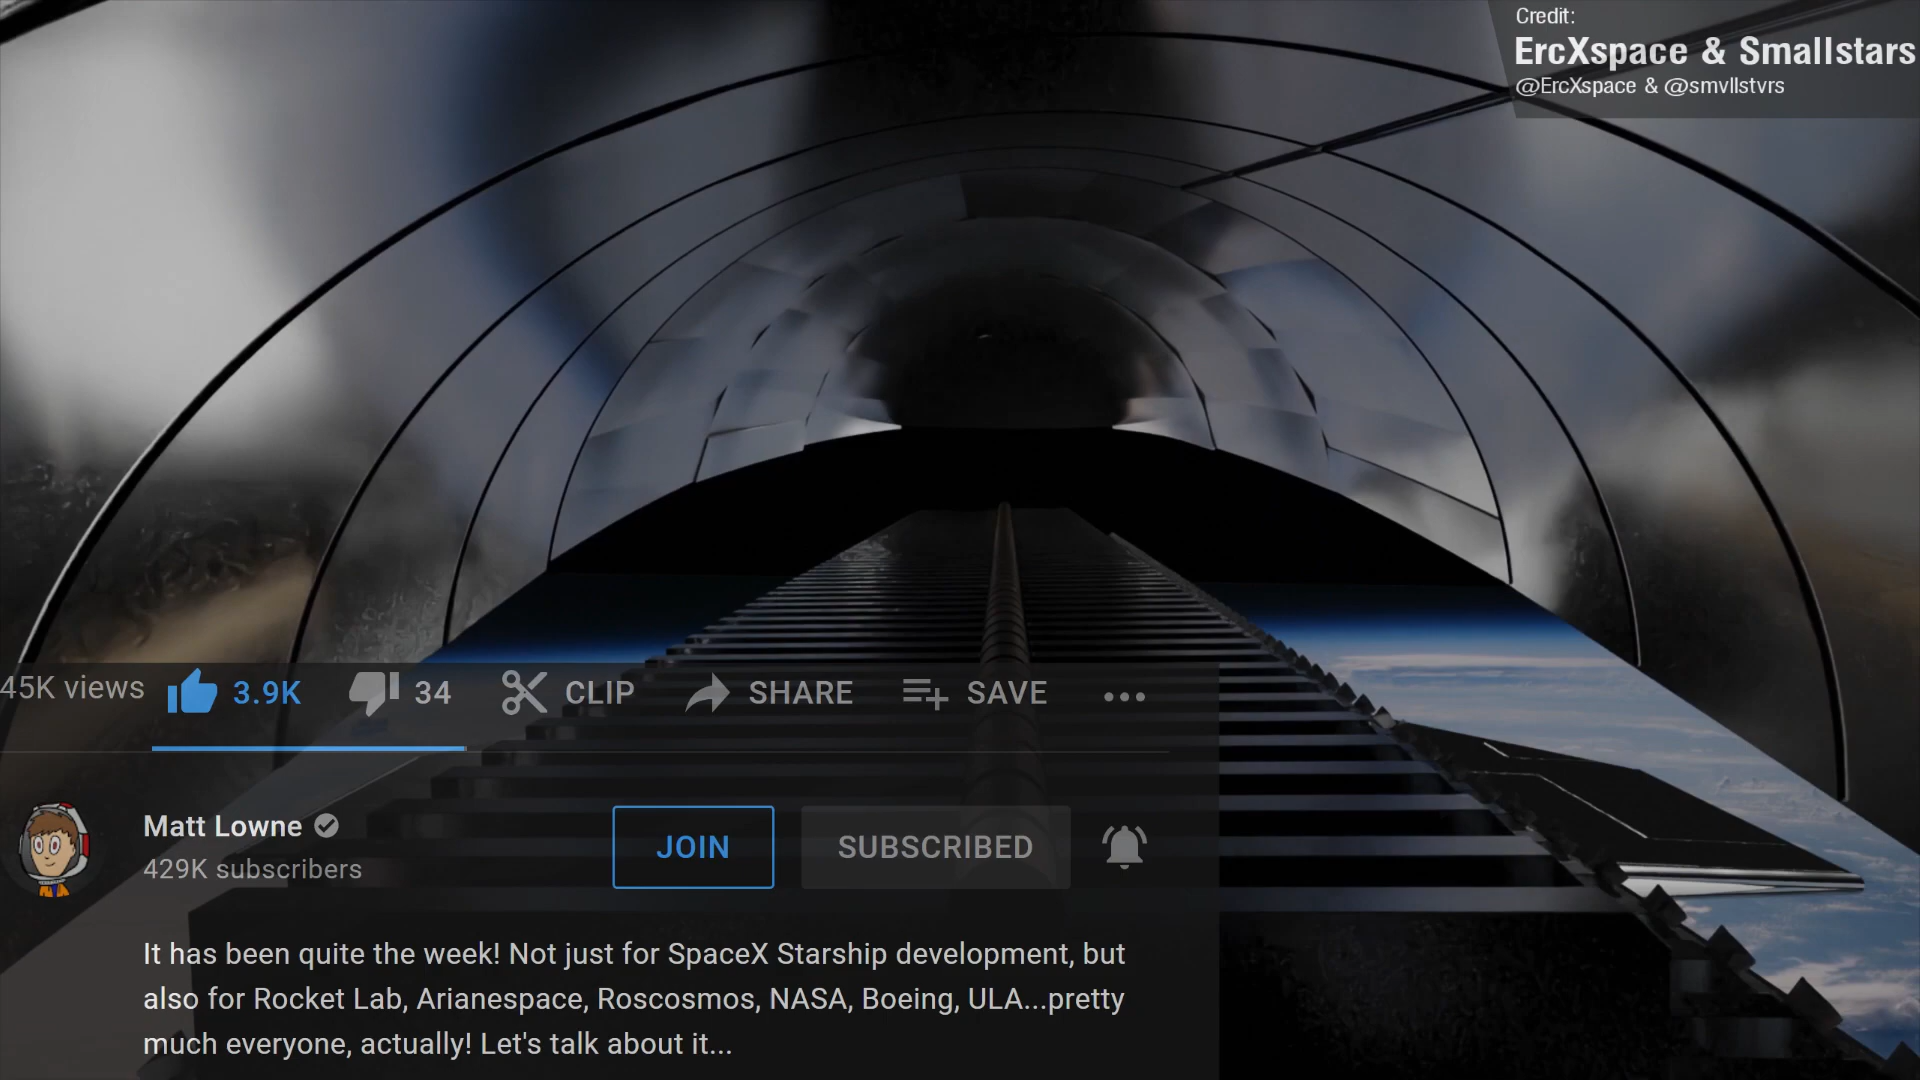 Credit:
ErcXspace & Smallstars
@ErcXspace & @smvllstvrs
45K views 3.9K 34 CLIP SHARE SAVE
Matt Lowne
429K subscribers
JOIN SUBSCRIBED
It has been quite the week! Not just for SpaceX Starship development, but
also for Rocket Lab, Arianespace, Roscosmos, NASA, Boeing, ULA...pretty
much everyone, actually! Let's talk about it...